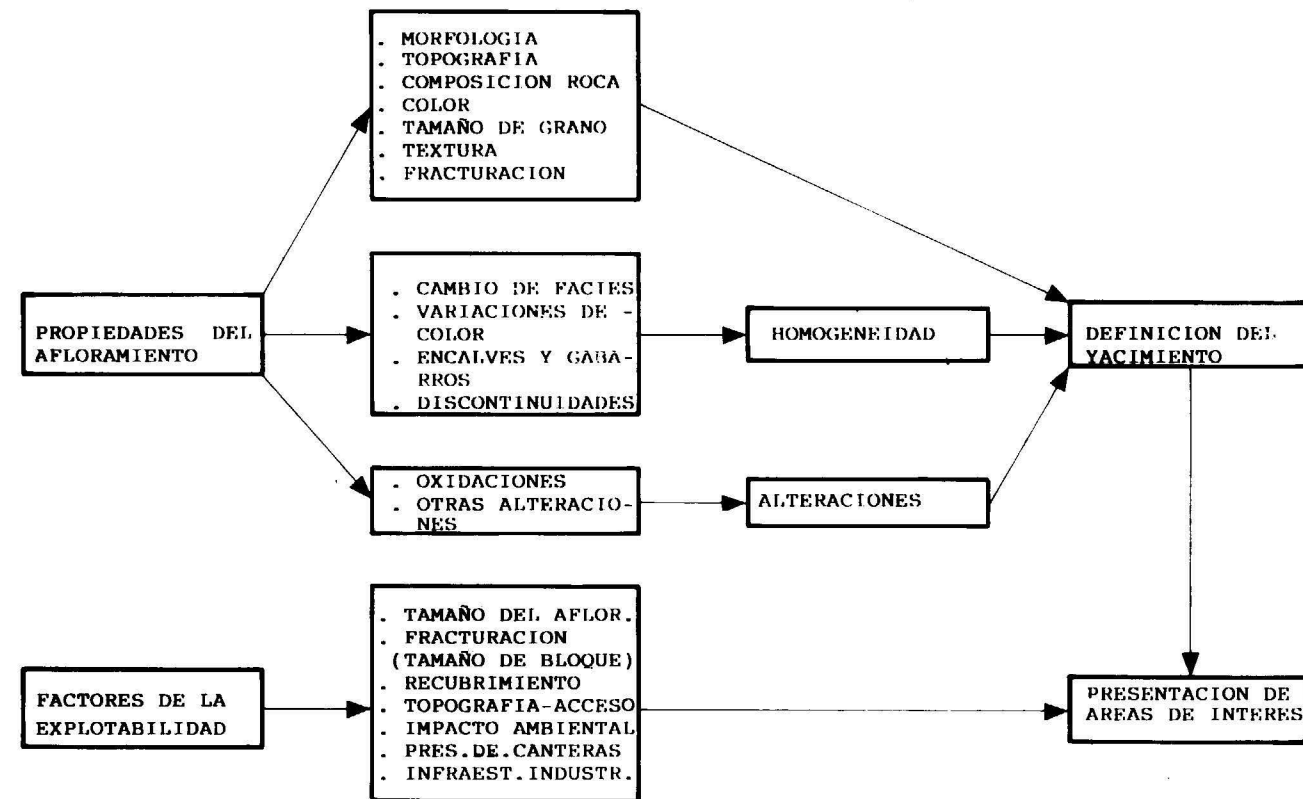 . MORFOLOGIA
. TOPOGRAFIA
. COMPOSICION ROCA
. COLOR
. TAMAÑO DE GRANO
. TEXTURA
. FRACTURACION
PROPIEDADES DEL
AFLORAMIENTO
. CAMBIO DE FACIES
. VARIACIONES DE -
COLOR
. ENCALVES Y GABA-
RROS
. DISCONTINUIDADES
HOMOGENEIDAD
DEFINICION DEL
YACIMIENTO
. OXIDACIONES
. OTRAS ALTERACIO-
NES
ALTERACIONES
FACTORES DE LA
EXPLOTABILIDAD
. TAMAÑO DEL AFLOR.
. FRACTURACION
(TAMAÑO DE BLOQUE)
. RECUBRIMIENTO
. TOPOGRAFIA-ACCESO
. IMPACTO AMBIENTAL
. PRES.DE.CANTERAS
. INFRAEST.INDUSTR.
PRESENTACION DE
AREAS DE INTERES